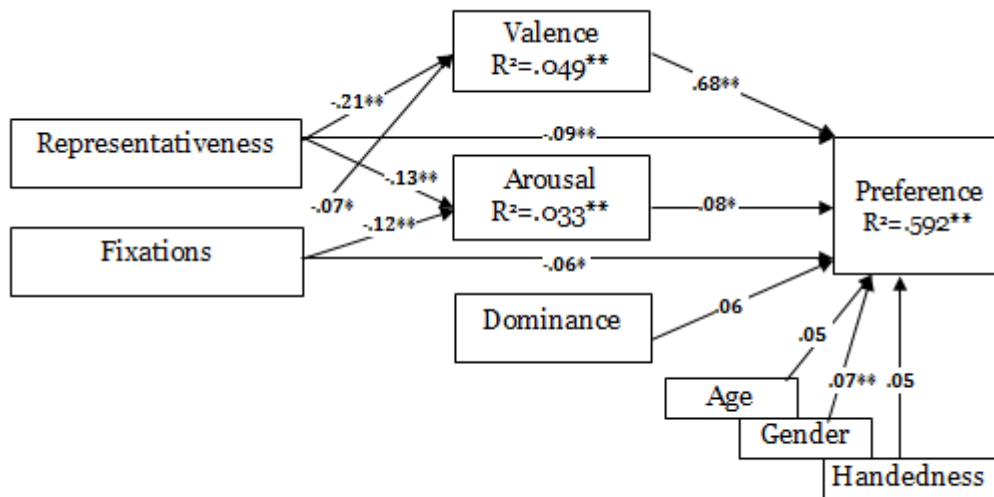 Valence
R²=.049**
-.21**
.68**
Representativeness
-.09**
-.13**
Arousal
R²=.033**
-.07*
.08*
Preference
R²=.592**
-.12**
Fixations
-.06*
Dominance
.06
.05
.07**
.05
Age
Gender
Handedness